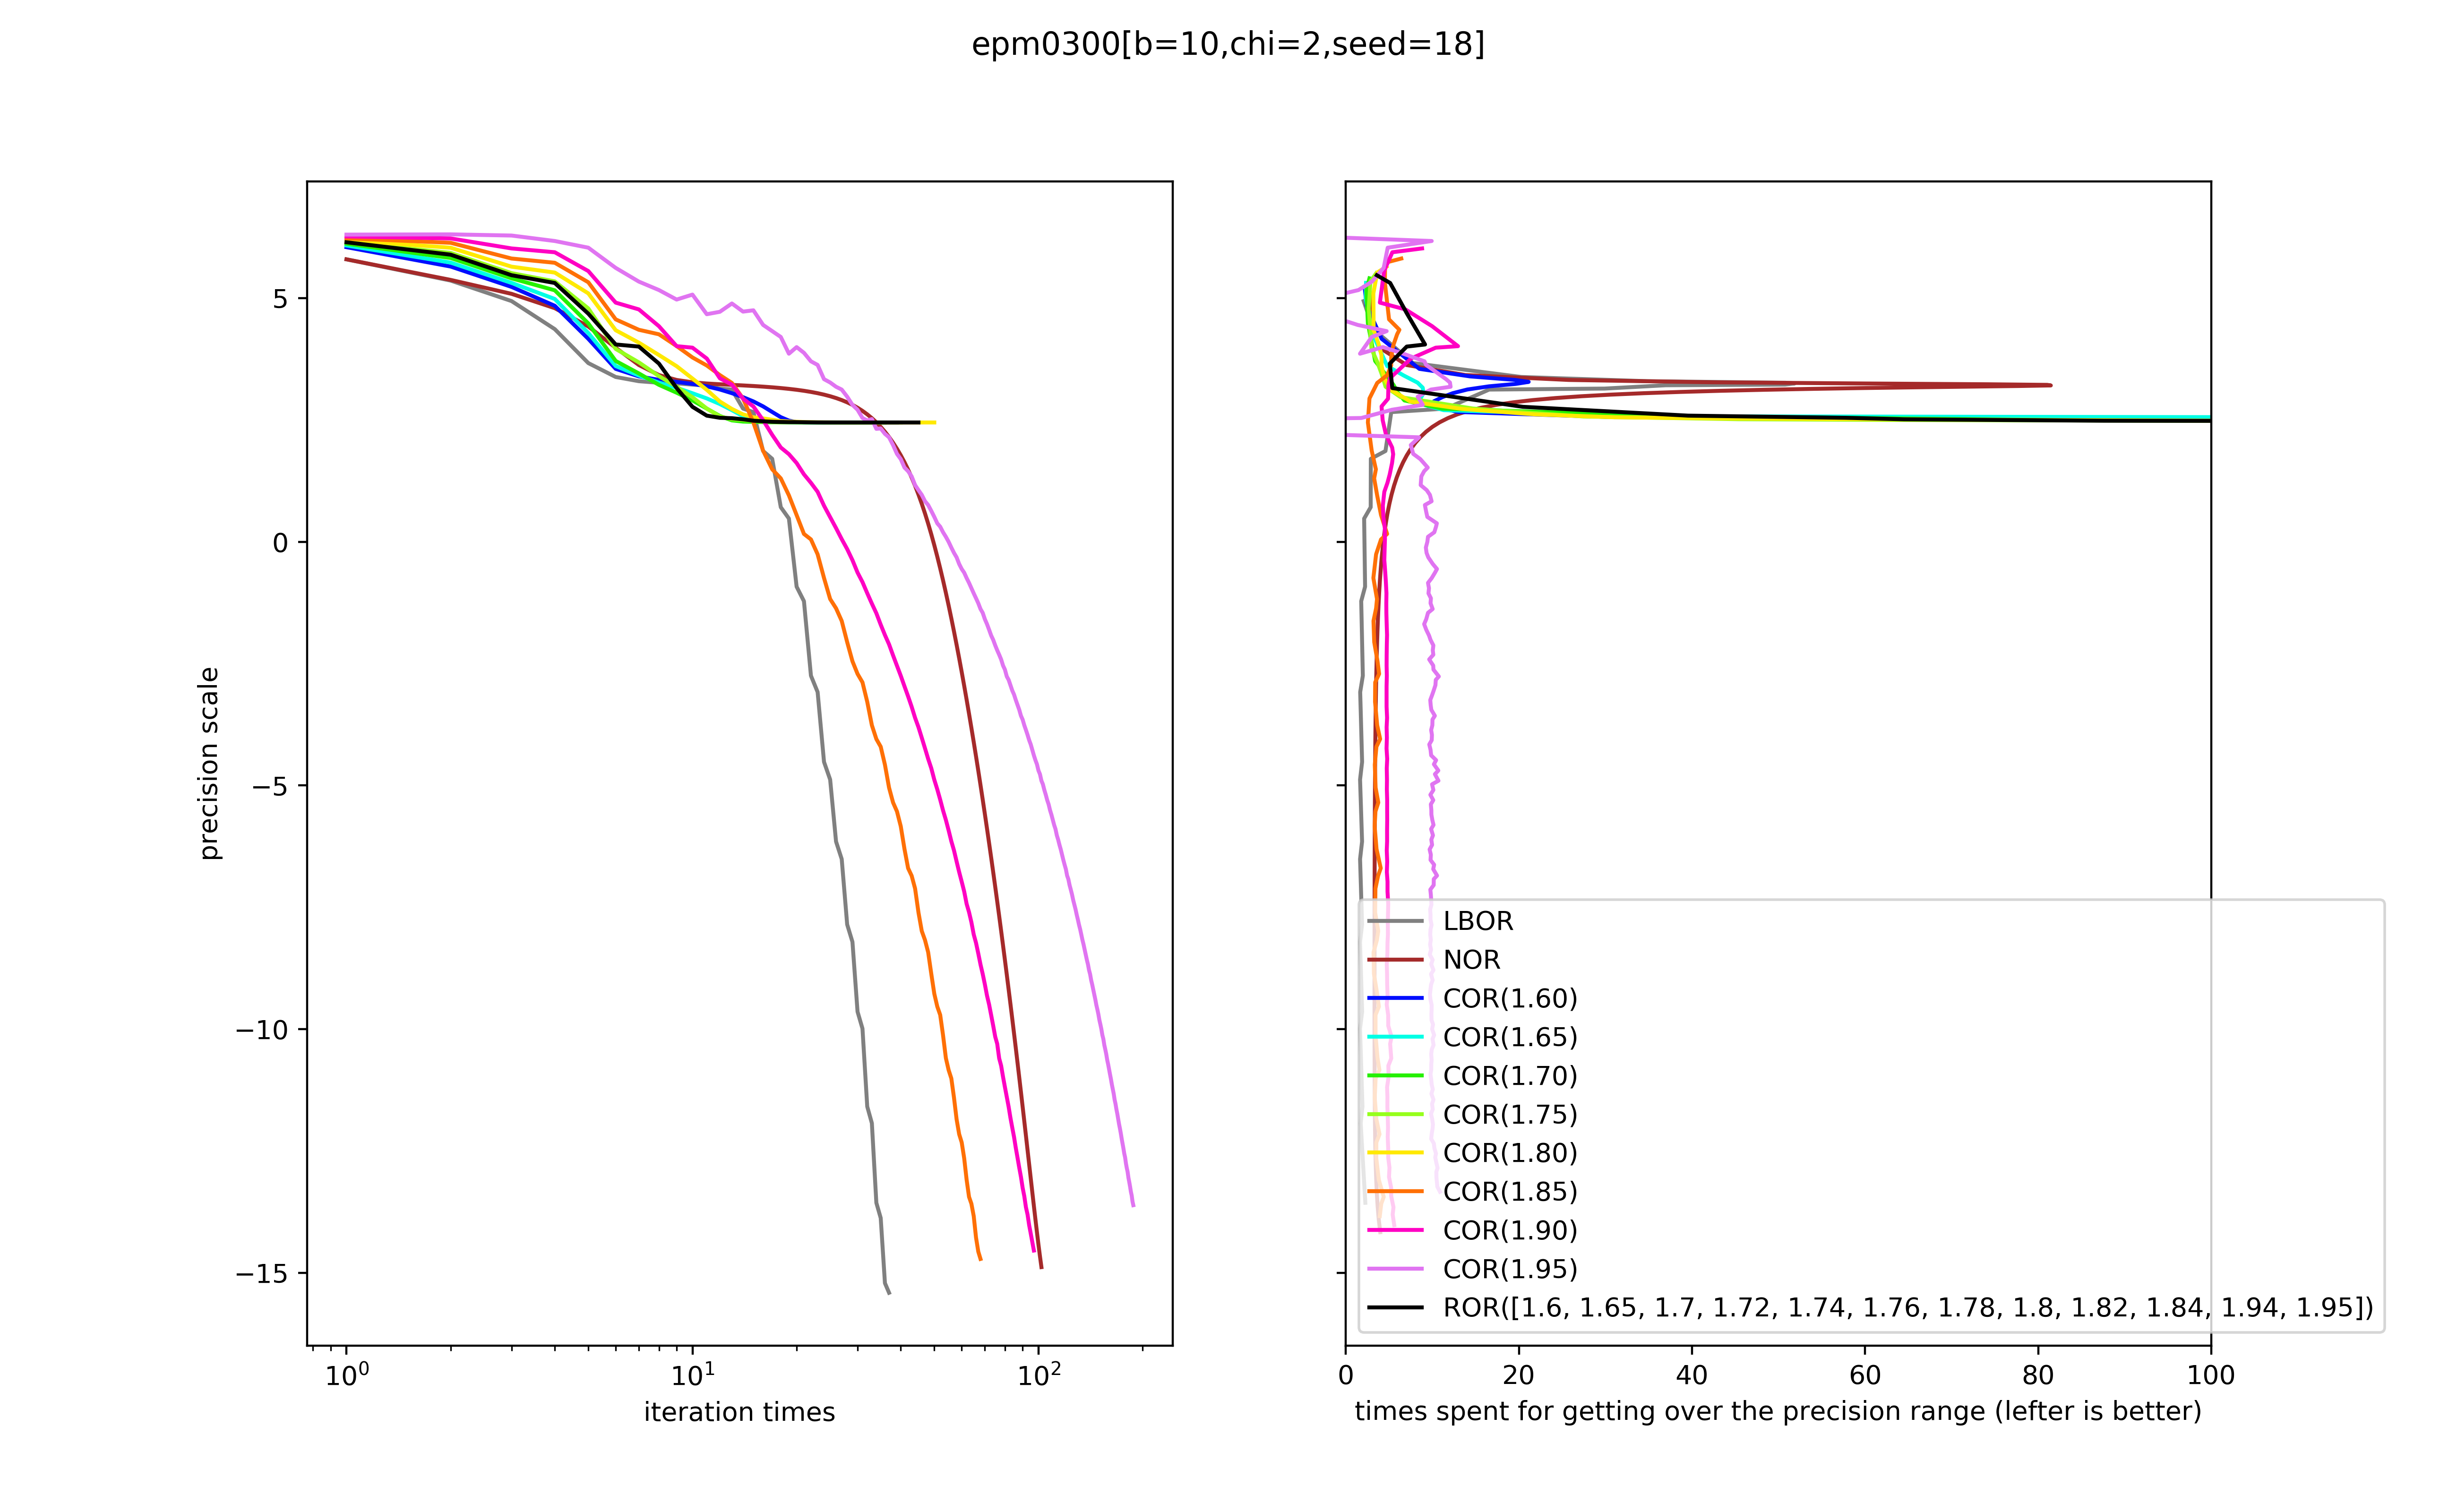 epm0300[b=10,chi=2,seed=18]
precision scale
5
0
−5
−10
−15
10⁰
10¹
10²
iteration times
0
20
40
60
80
100
times spent for getting over the precision range (lefter is better)
LBOR
NOR
COR(1.60)
COR(1.65)
COR(1.70)
COR(1.75)
COR(1.80)
COR(1.85)
COR(1.90)
COR(1.95)
ROR([1.6, 1.65, 1.7, 1.72, 1.74, 1.76, 1.78, 1.8, 1.82, 1.84, 1.94, 1.95])